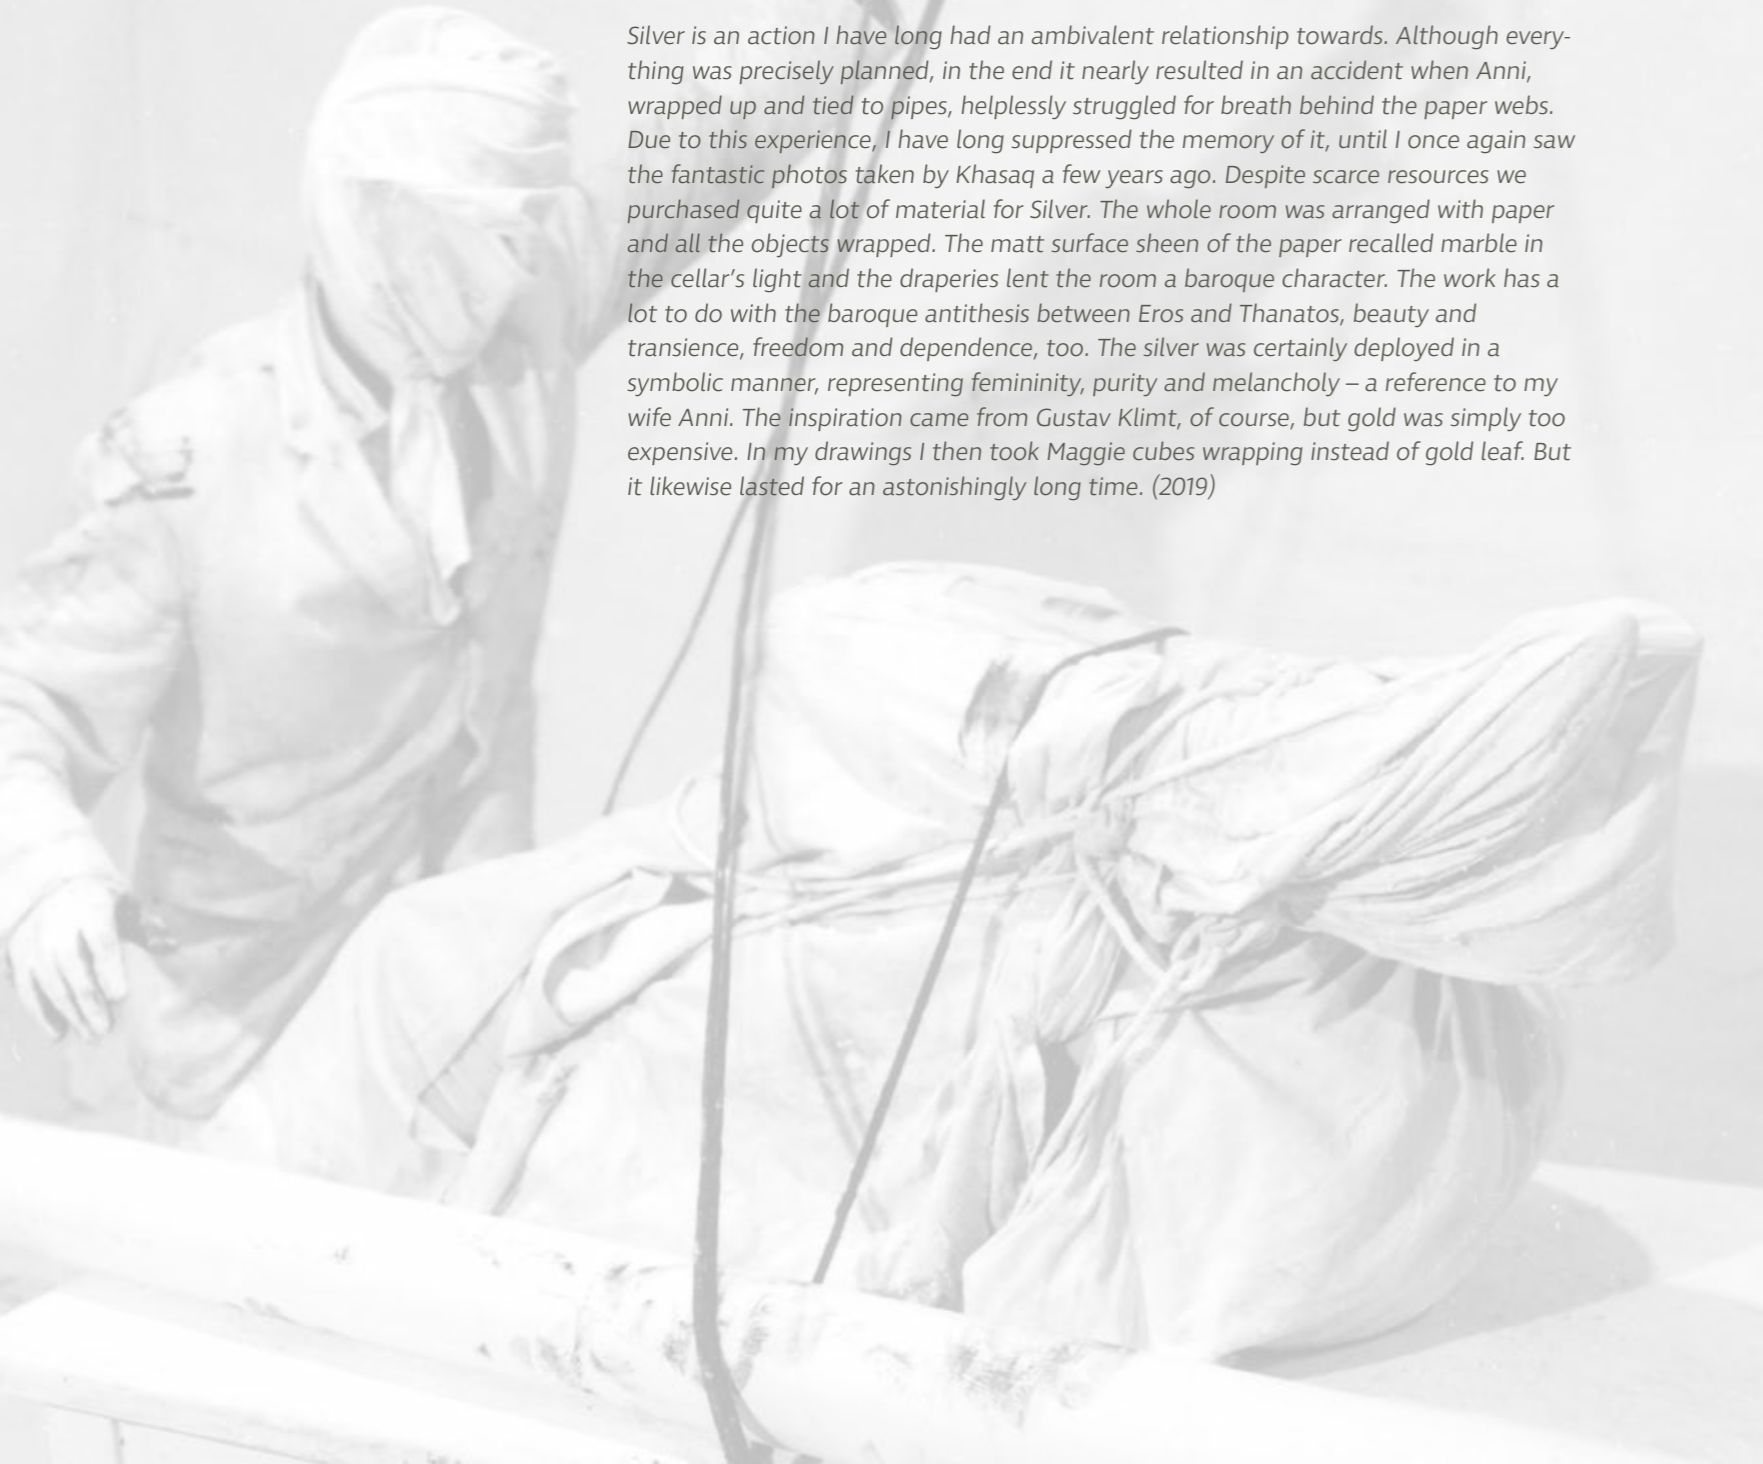 Silver is an action I have long had an ambivalent relationship towards. Although every-
thing was precisely planned, in the end it nearly resulted in an accident when Anni,
wrapped up and tied to pipes, helplessly struggled for breath behind the paper webs.
Due to this experience, I have long suppressed the memory of it, until I once again saw
the fantastic photos taken by Khasaq a few years ago. Despite scarce resources we
purchased quite a lot of material for Silver. The whole room was arranged with paper
and all the objects wrapped. The matt surface sheen of the paper recalled marble in
the cellar’s light and the draperies lent the room a baroque character. The work has a
lot to do with the baroque antithesis between Eros and Thanatos, beauty and
transience, freedom and dependence, too. The silver was certainly deployed in a
symbolic manner, representing femininity, purity and melancholy – a reference to my
wife Anni. The inspiration came from Gustav Klimt, of course, but gold was simply too
expensive. In my drawings I then took Maggie cubes wrapping instead of gold leaf. But
it likewise lasted for an astonishingly long time. (2019)